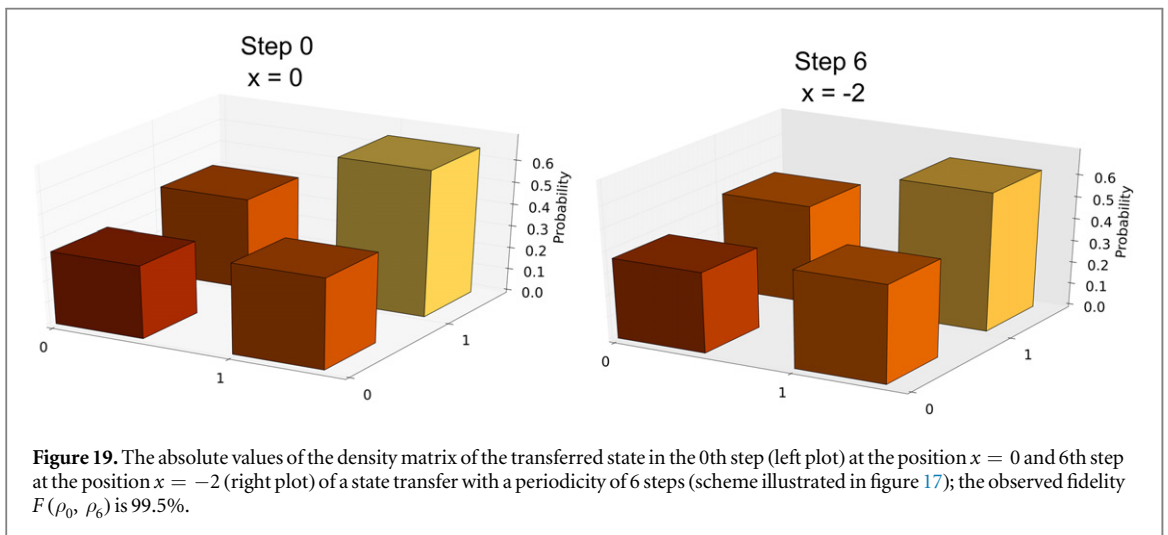 Step 0
x = 0
0.6
0.5
0.4
0.3
0.2
0.1
0.0
Probability
0
1
0
1
Step 6
x = -2
0.6
0.5
0.4
0.3
0.2
0.1
0.0
Probability
0
1
0
1
Figure 19. The absolute values of the density matrix of the transferred state in the 0th step (left plot) at the position x = 0 and 6th step
at the position x = −2 (right plot) of a state transfer with a periodicity of 6 steps (scheme illustrated in figure 17); the observed fidelity
F(ρ₀, ρ₆) is 99.5%.